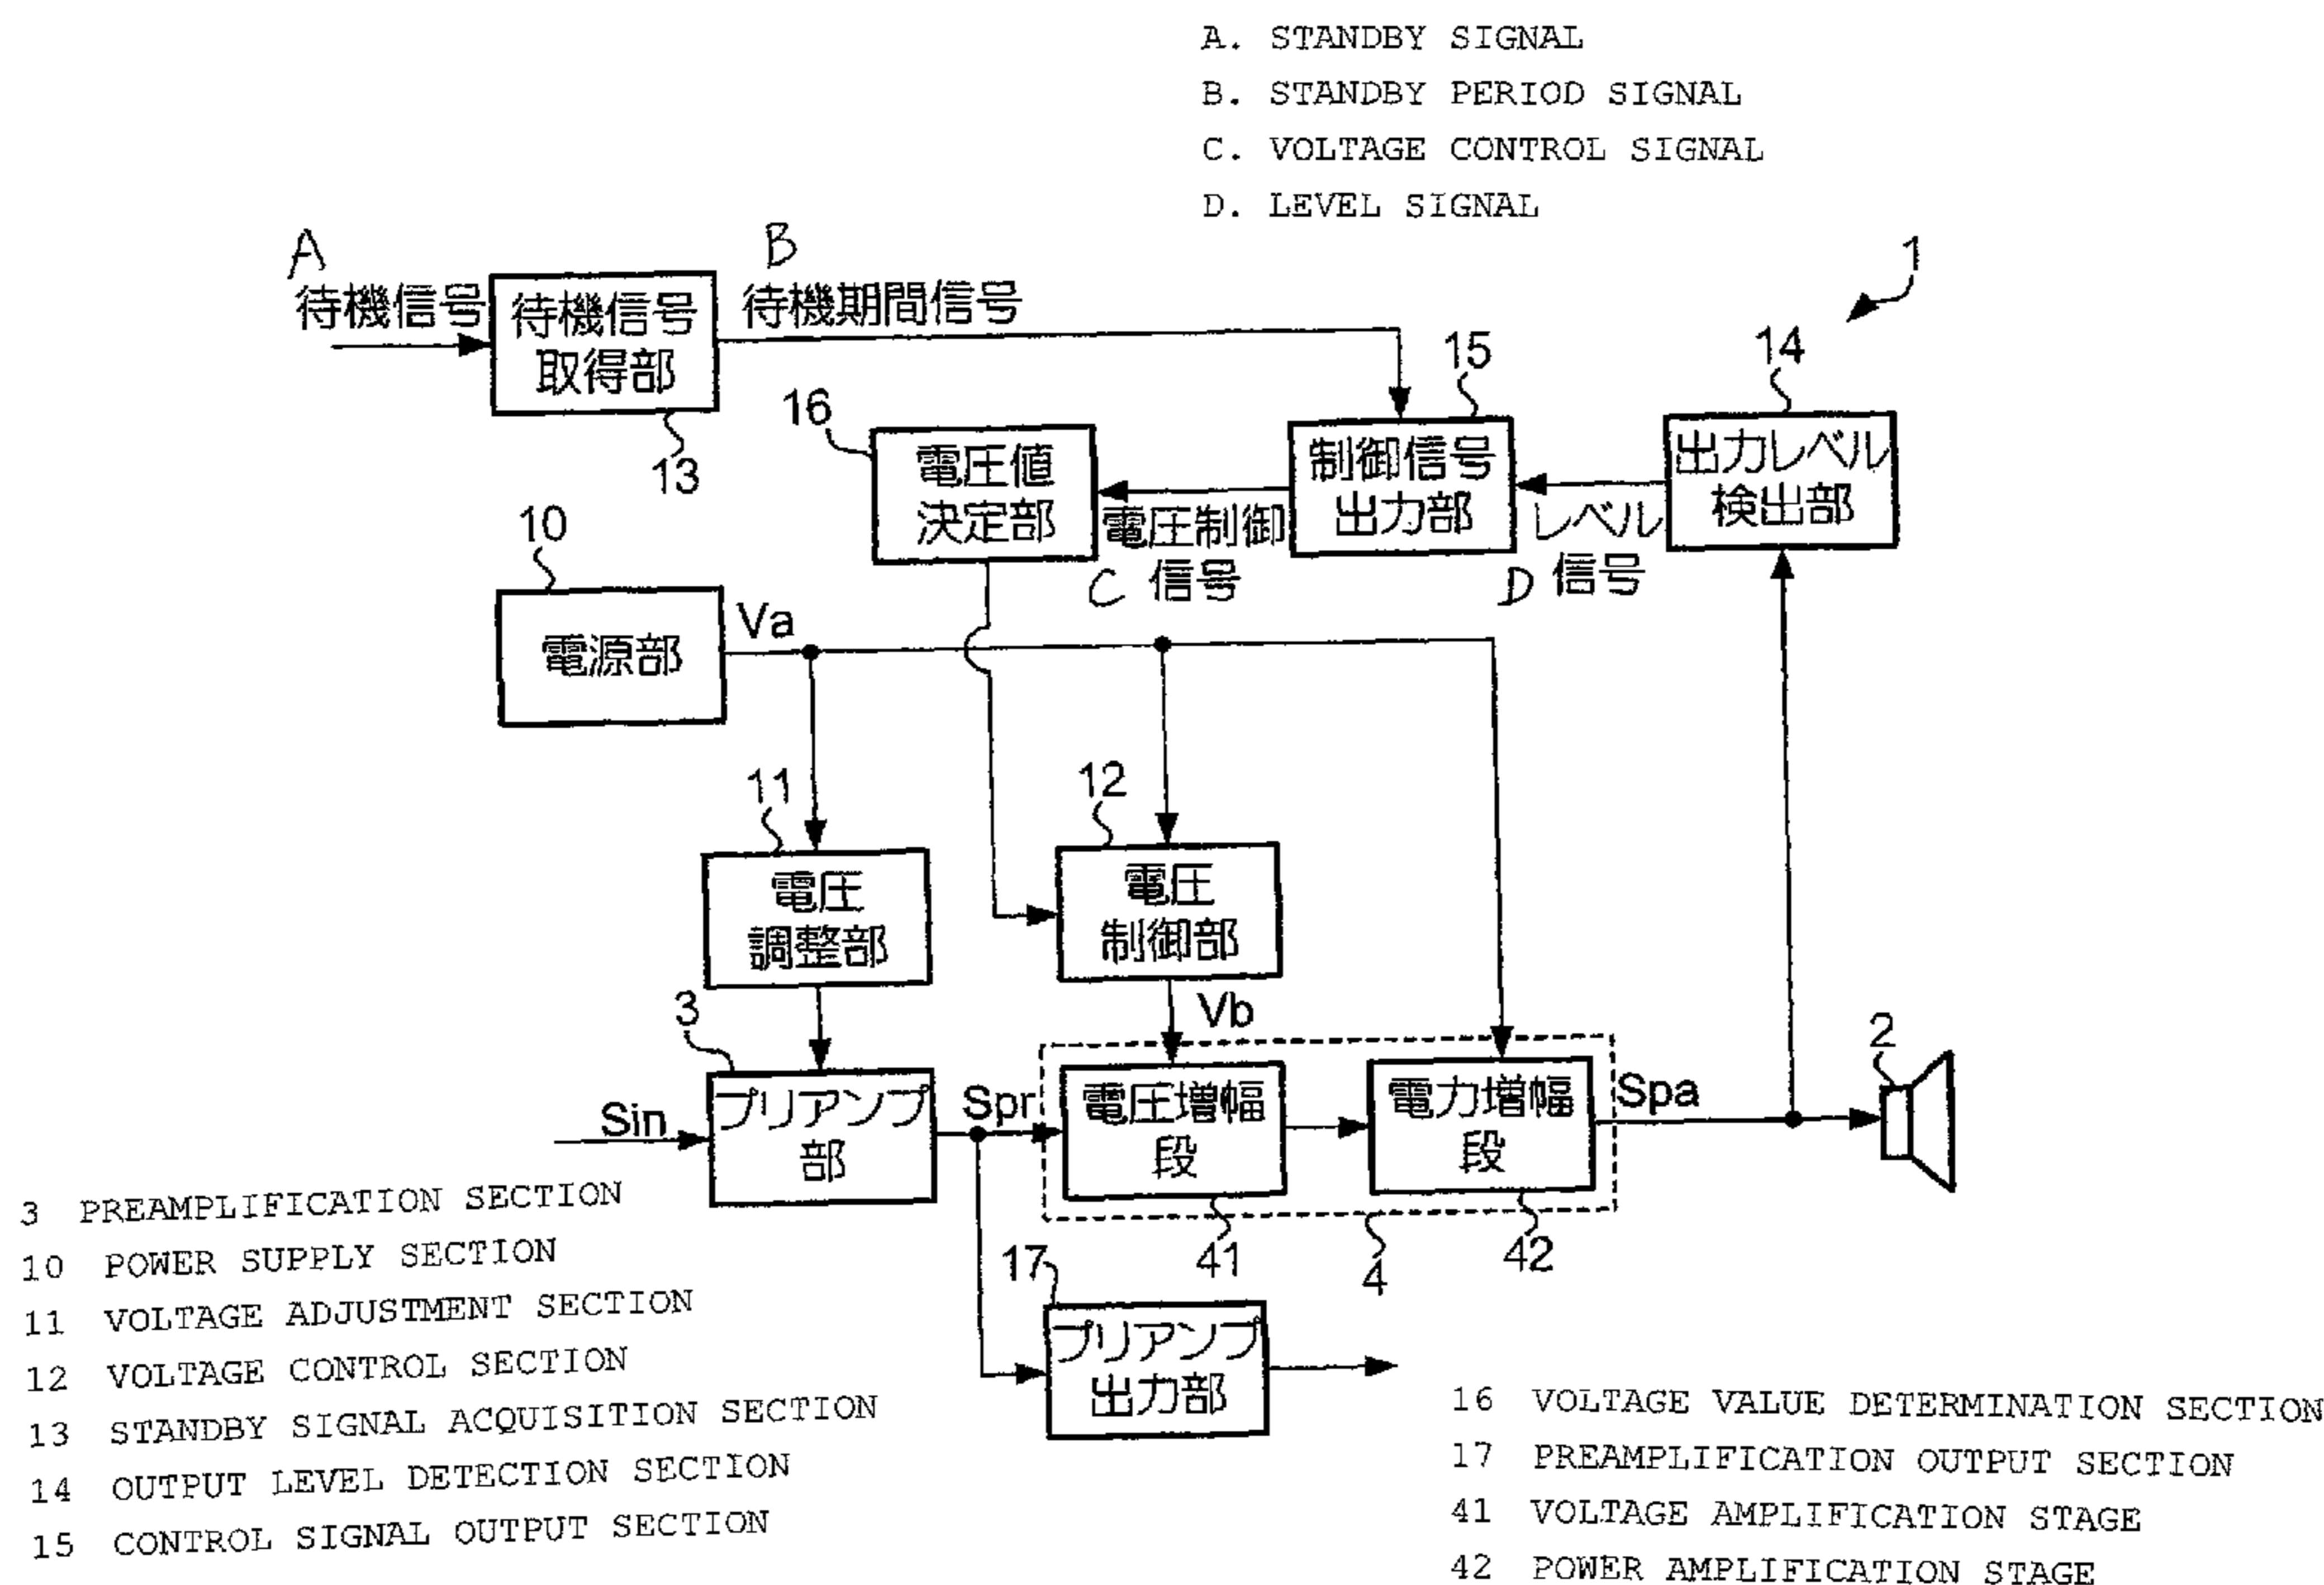 A. STANDBY SIGNAL
B. STANDBY PERIOD SIGNAL
C. VOLTAGE CONTROL SIGNAL
D. LEVEL SIGNAL
A
待機信号
待機信号
取得部
13
B
待機期間信号
1
16
電圧値
決定部
15
制御信号
出力部
14
出力レベル
検出部
電圧制御
信号
C
レベル
信号
D
10
電源部
Va
11
電圧
調整部
12
電圧
制御部
Vb
3
Sin
プリアンプ
部
Spr
電圧増幅
段
41
電力増幅
段
42
4
Spa
2
17
プリアンプ
出力部
3 PREAMPLIFICATION SECTION
10 POWER SUPPLY SECTION
11 VOLTAGE ADJUSTMENT SECTION
12 VOLTAGE CONTROL SECTION
13 STANDBY SIGNAL ACQUISITION SECTION
14 OUTPUT LEVEL DETECTION SECTION
15 CONTROL SIGNAL OUTPUT SECTION
16 VOLTAGE VALUE DETERMINATION SECTION
17 PREAMPLIFICATION OUTPUT SECTION
41 VOLTAGE AMPLIFICATION STAGE
42 POWER AMPLIFICATION STAGE